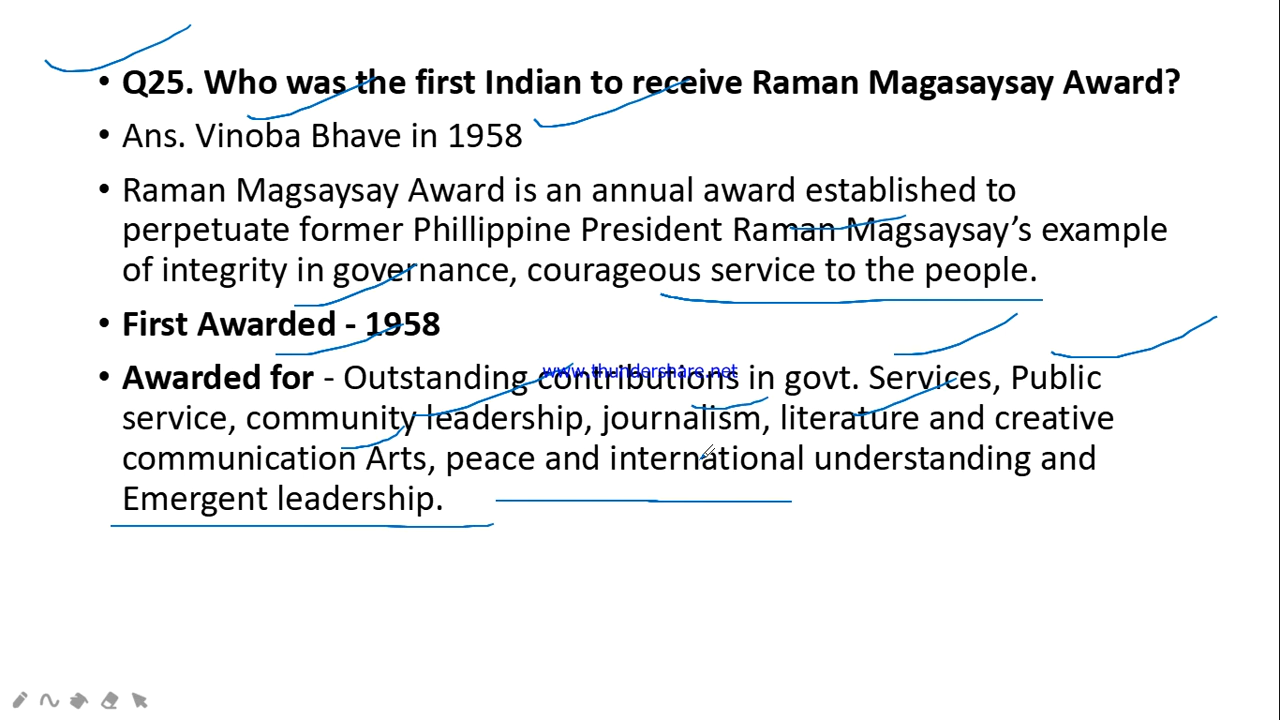 • Q25. Who was the first Indian to receive Raman Magasaysay Award?
• Ans. Vinoba Bhave in 1958
• Raman Magsaysay Award is an annual award established to
perpetuate former Phillippine President Raman Magsaysay’s example
of integrity in governance, courageous service to the people.
• First Awarded - 1958
www.thundershare.net
• Awarded for - Outstanding contributions in govt. Services, Public
service, community leadership, journalism, literature and creative
communication Arts, peace and international understanding and
Emergent leadership.